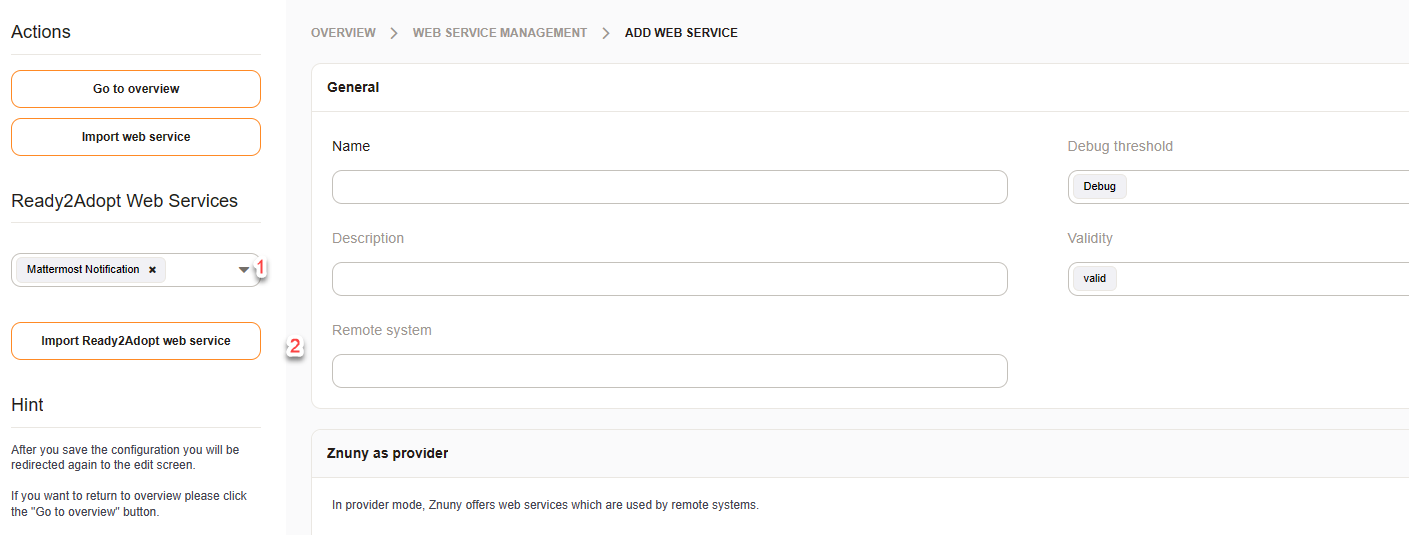 Actions
Go to overview
Import web service
Ready2Adopt Web Services
Mattermost Notification ×
1
Import Ready2Adopt web service
2
Hint
After you save the configuration you will be
redirected again to the edit screen.
If you want to return to overview please click
the "Go to overview" button.
OVERVIEW > WEB SERVICE MANAGEMENT > ADD WEB SERVICE
General
Name
Debug threshold
Debug
Description
Validity
valid
Remote system
Znuny as provider
In provider mode, Znuny offers web services which are used by remote systems.